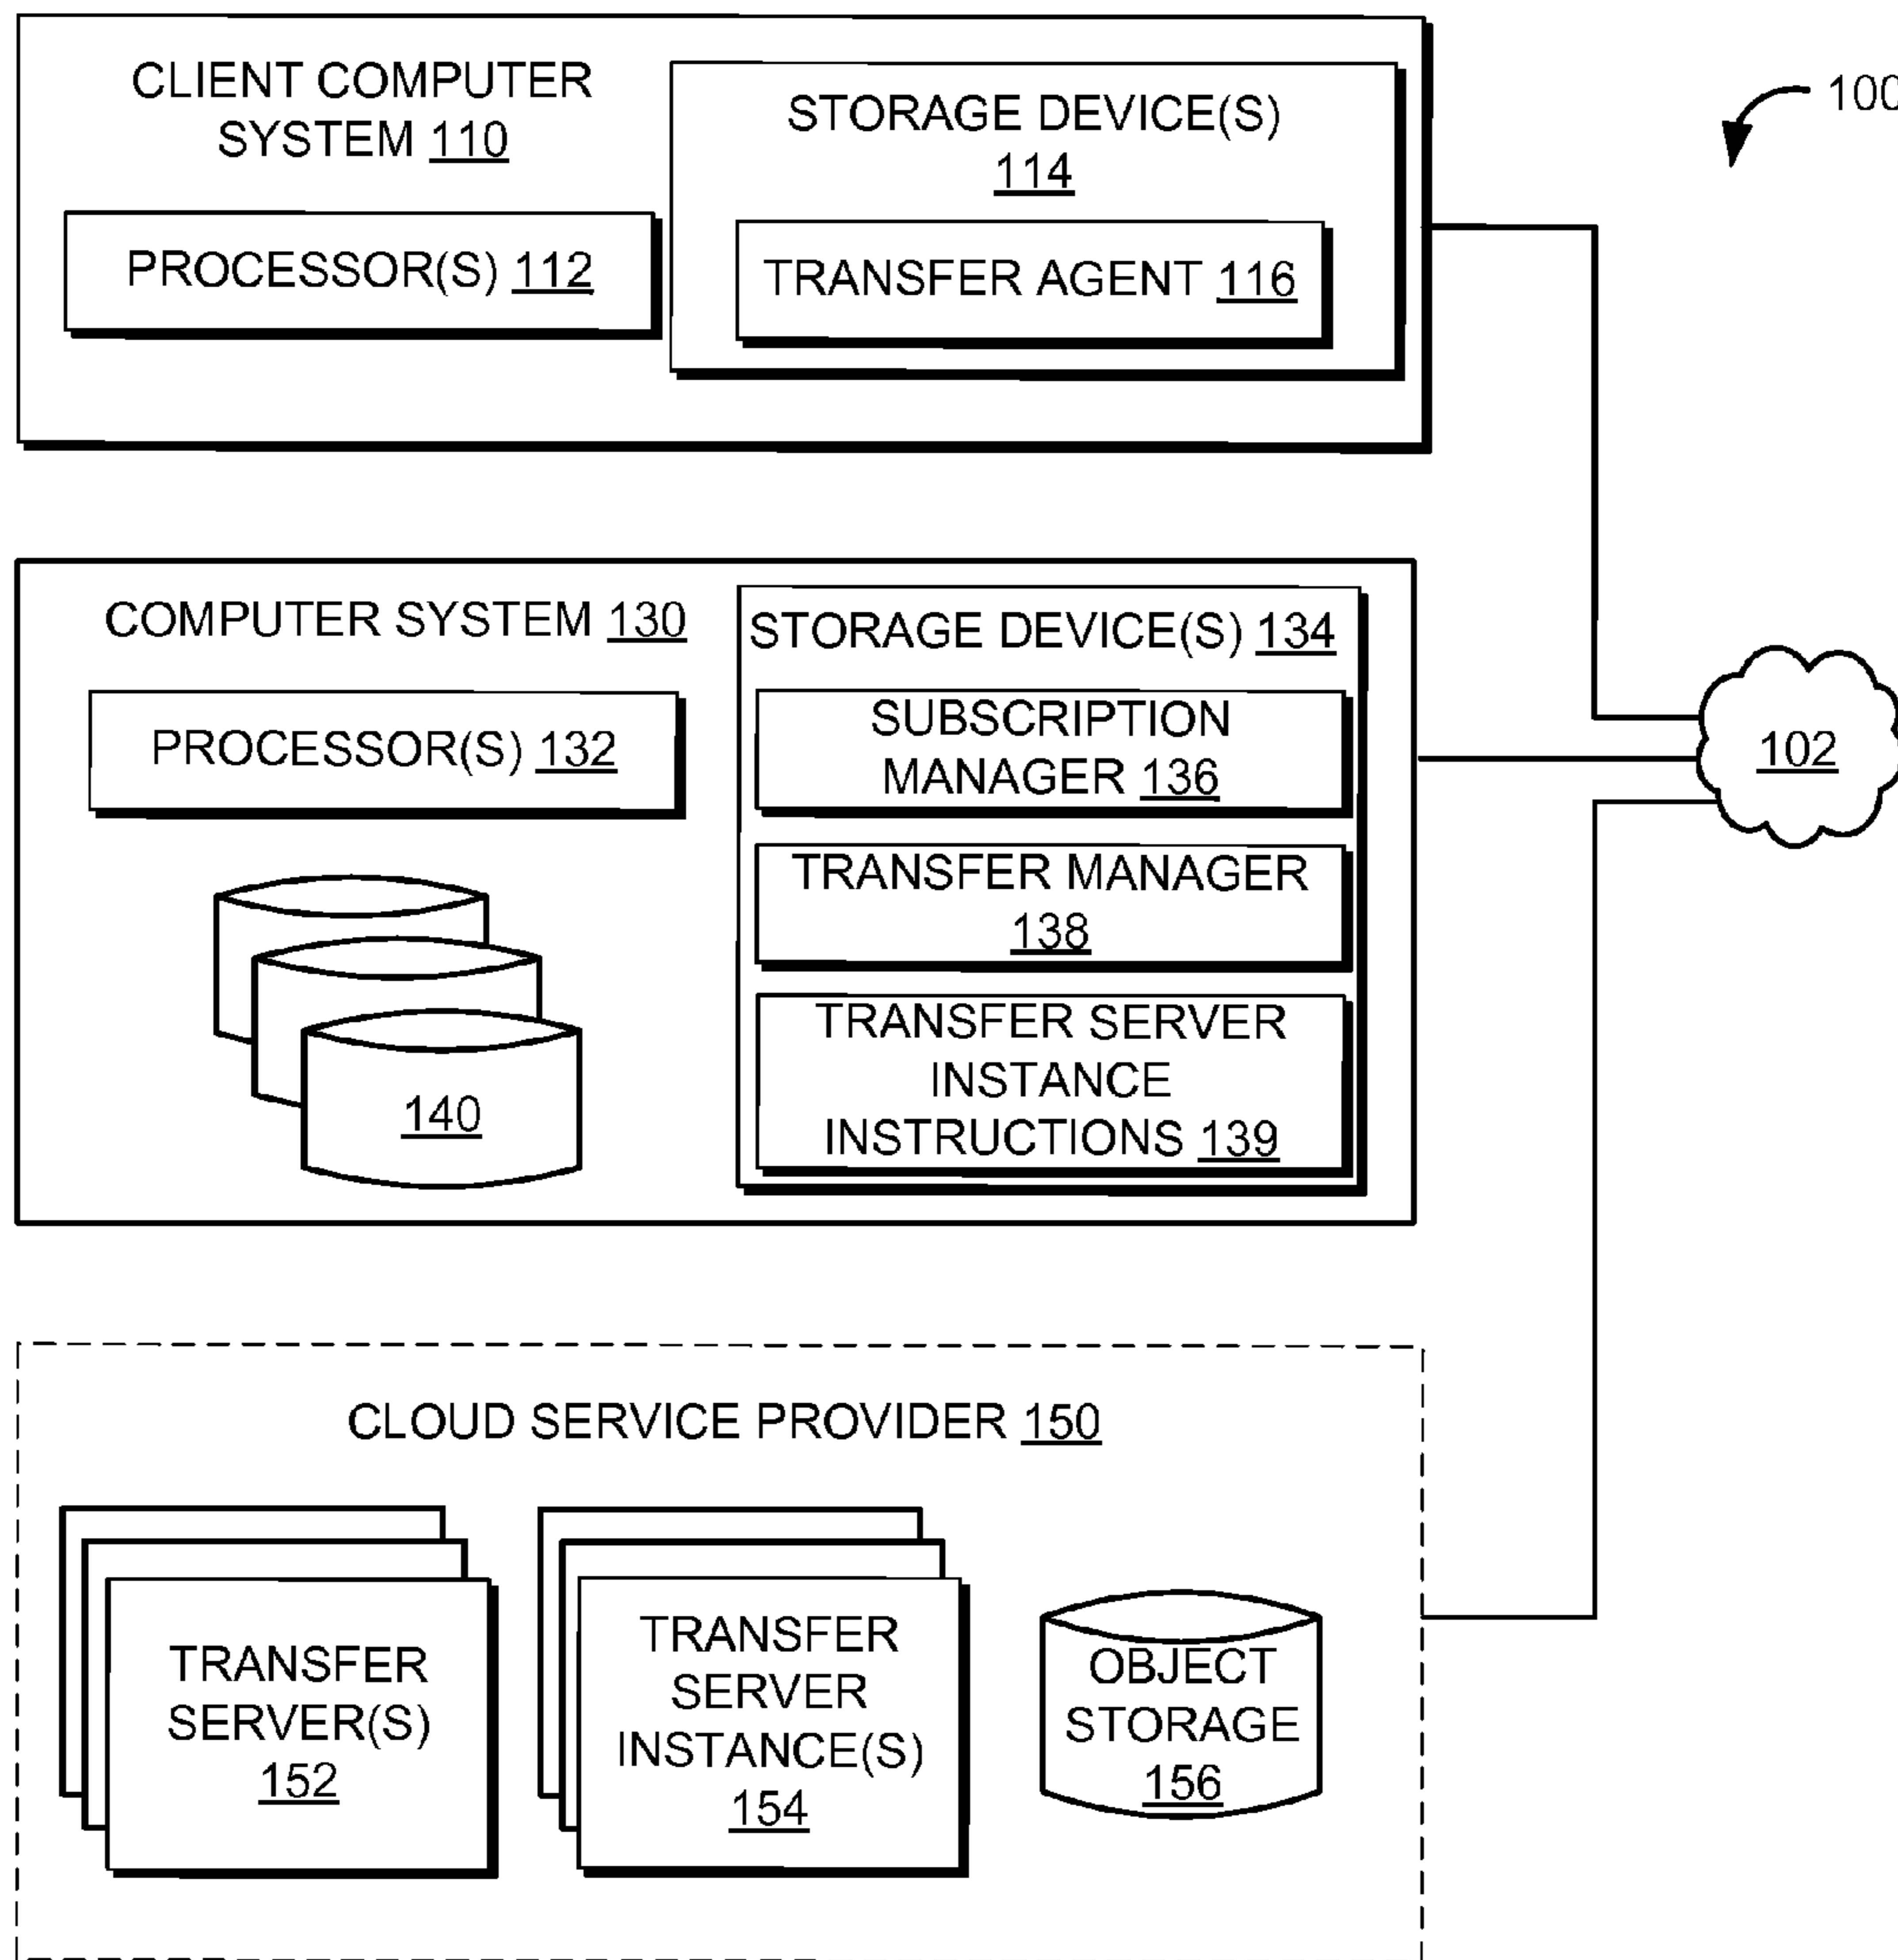 CLIENT COMPUTER
SYSTEM 110
PROCESSOR(S) 112
STORAGE DEVICE(S)
114
TRANSFER AGENT 116
100
COMPUTER SYSTEM 130
PROCESSOR(S) 132
140
STORAGE DEVICE(S) 134
SUBSCRIPTION
MANAGER 136
TRANSFER MANAGER
138
TRANSFER SERVER
INSTANCE
INSTRUCTIONS 139
102
CLOUD SERVICE PROVIDER 150
TRANSFER
SERVER(S)
152
TRANSFER
SERVER
INSTANCE(S)
154
OBJECT
STORAGE
156